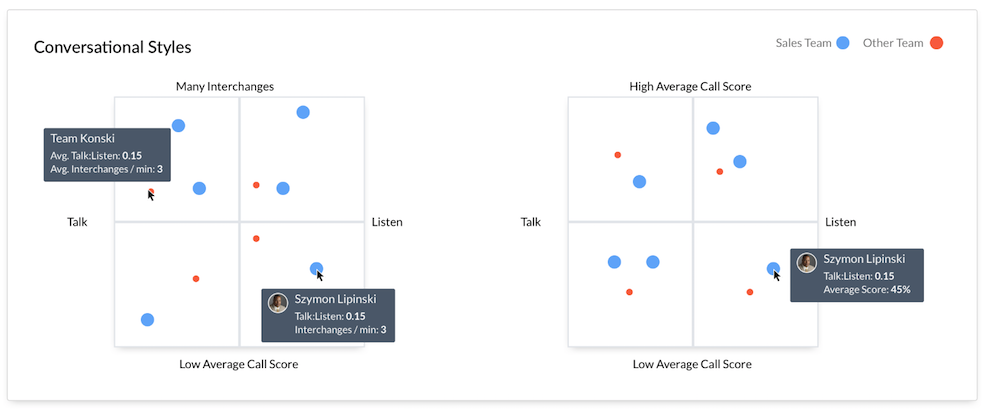 Conversational Styles
Sales Team
Other Team
Many Interchanges
Team Konski
Avg. Talk:Listen: 0.15
Avg. Interchanges / min: 3
Talk
Listen
Szymon Lipinski
Talk:Listen: 0.15
Interchanges / min: 3
Low Average Call Score
High Average Call Score
Talk
Listen
Szymon Lipinski
Talk:Listen: 0.15
Average Score: 45%
Low Average Call Score